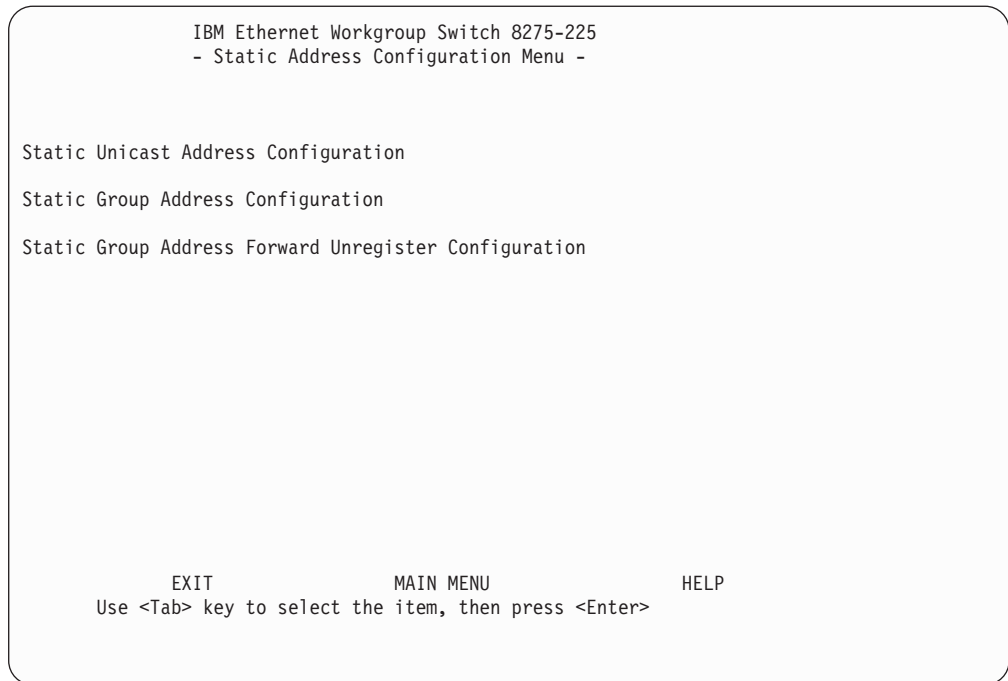 IBM Ethernet Workgroup Switch 8275-225
- Static Address Configuration Menu -
Static Unicast Address Configuration
Static Group Address Configuration
Static Group Address Forward Unregister Configuration
EXIT MAIN MENU HELP
Use <Tab> key to select the item, then press <Enter>